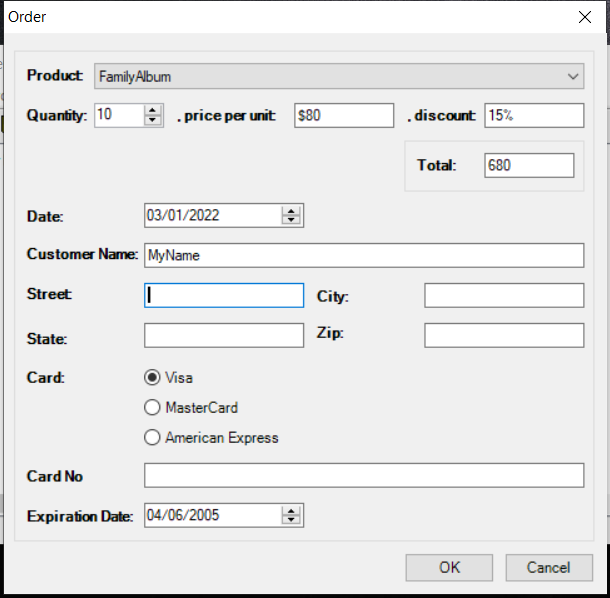 Order
Product: FamilyAlbum
Quantity: 10 . price per unit: $80 . discount: 15%
Total: 680
Date: 03/01/2022
Customer Name: MyName
Street: City:
State: Zip:
Card: Visa
MasterCard
American Express
Card No
Expiration Date: 04/06/2005
OK Cancel